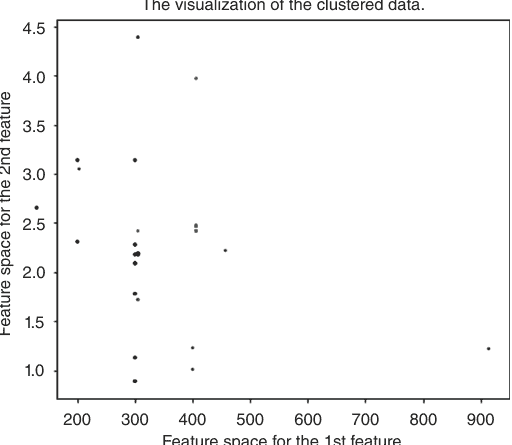 The visualization of the clustered data.
Feature space for the 2nd feature
4.5
4.0
3.5
3.0
2.5
2.0
1.5
1.0
200 300 400 500 600 700 800 900
Feature space for the 1st feature